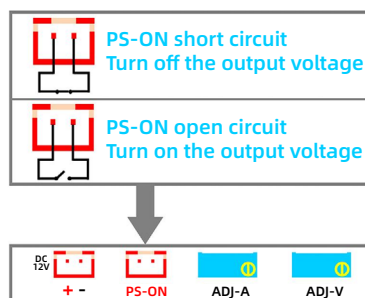 PS-ON short circuit
Turn off the output voltage
PS-ON open circuit
Turn on the output voltage
DC
12V
+ -
PS-ON
ADJ-A
ADJ-V